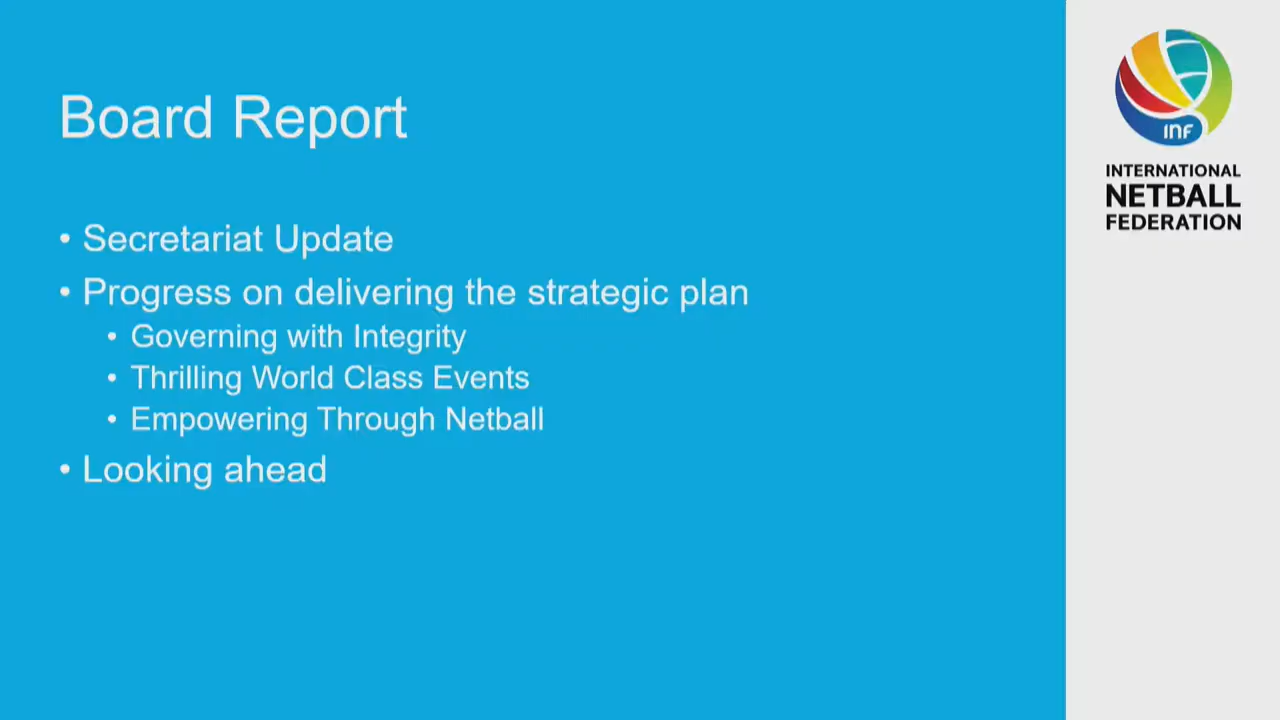 Board Report
• Secretariat Update
• Progress on delivering the strategic plan
• Governing with Integrity
• Thrilling World Class Events
• Empowering Through Netball
• Looking ahead
INF
INTERNATIONAL
NETBALL
FEDERATION